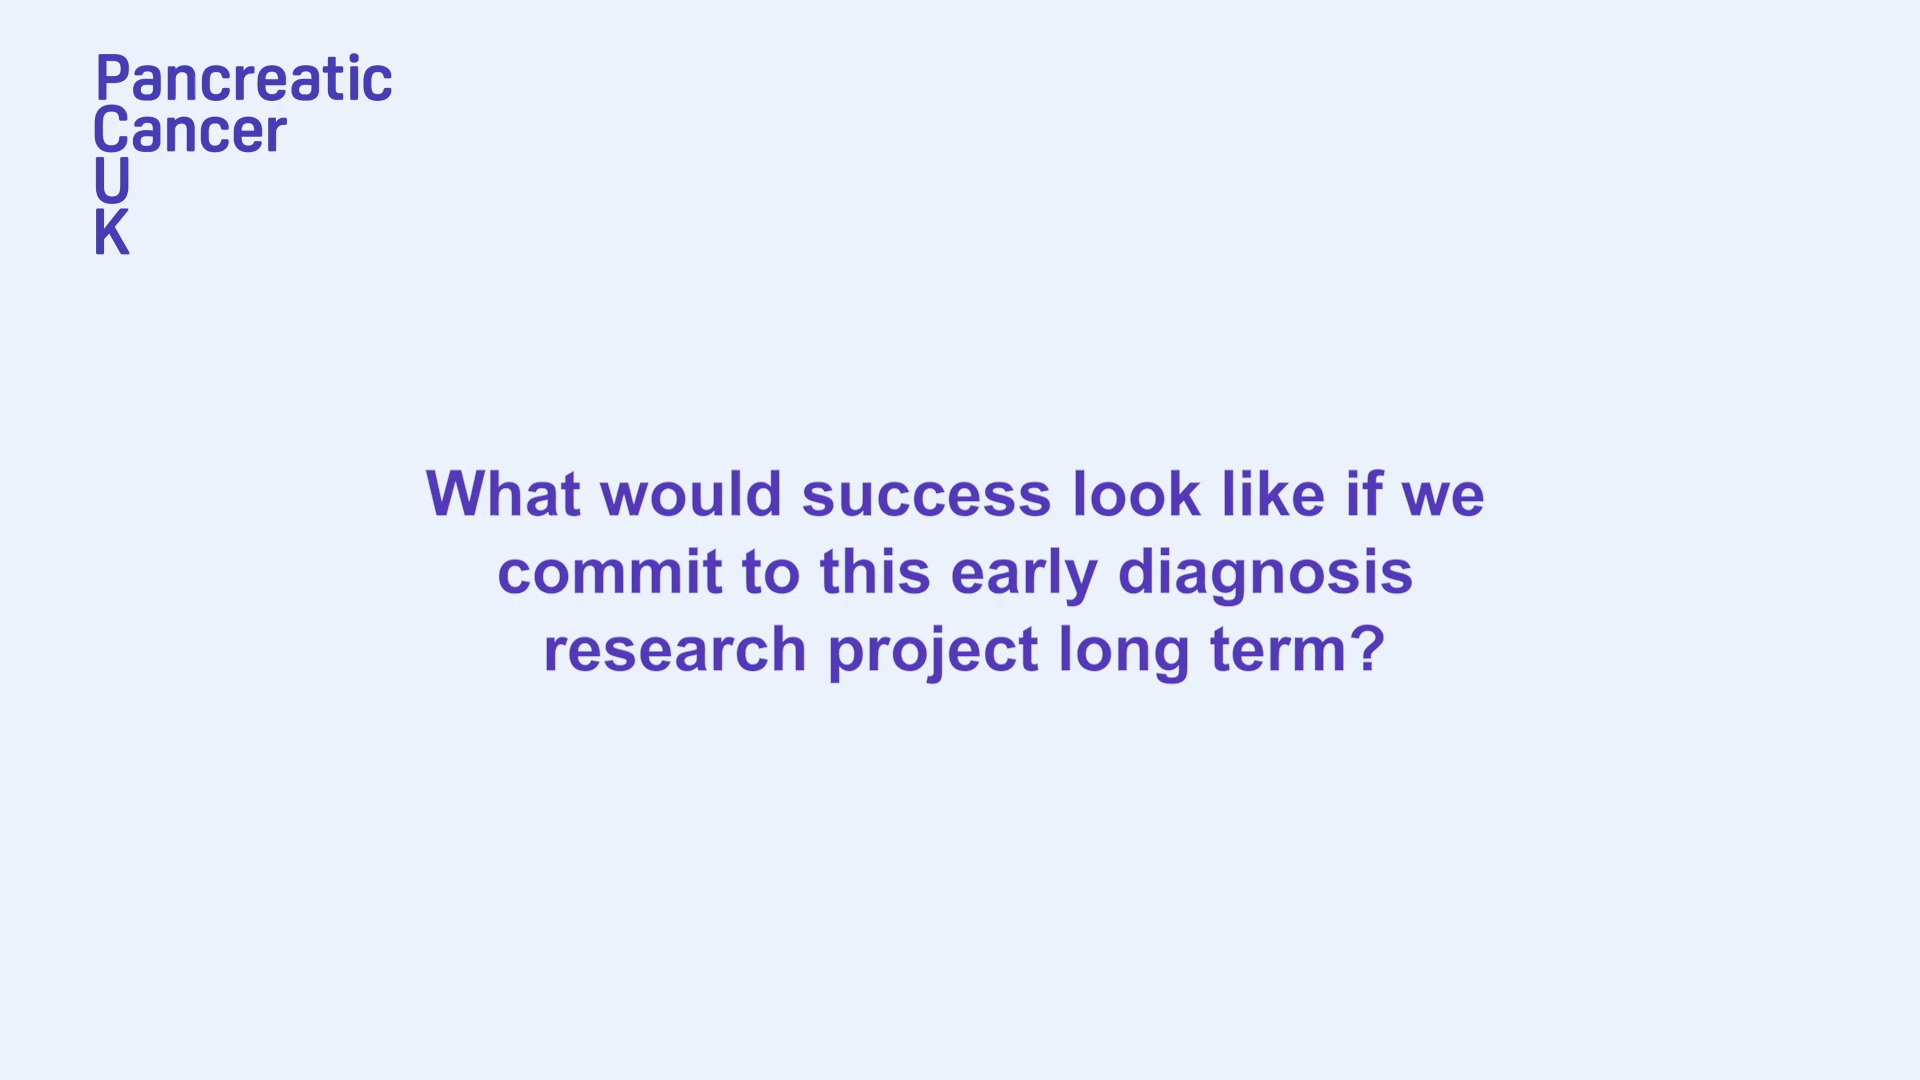 Pancreatic
Cancer
U
K
What would success look like if we
commit to this early diagnosis
research project long term?